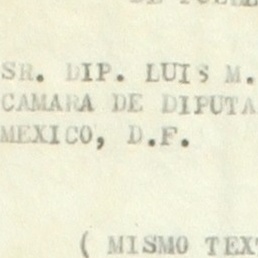 SR. DIP. LUIS M.
CAMARA DE DIPUTA
MEXICO, D.F.
( MISMO TEX